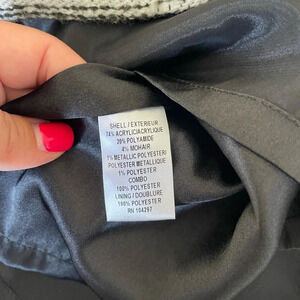 SHELL / EXTERIEUR
74% ACRYLIC/ACRYLIQUE
20% POLYAMIDE
4% MOHAIR
1% METALLIC POLYESTER/
POLYESTER METALLIQUE
1% POLYESTER
COMBO
100% POLYESTER
LINING / DOUBLURE
100% POLYESTER
RN 104297